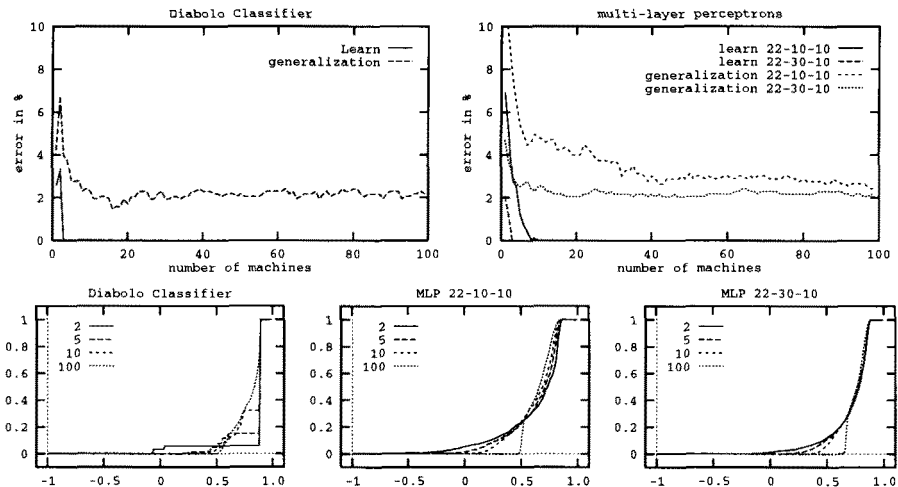 Diabolo Classifier
10
8
6
4
2
0
error in %
Learn
generalization
0 20 40 60 80 100
number of machines
multi-layer perceptrons
10
8
6
4
2
0
error in %
learn 22-10-10
learn 22-30-10
generalization 22-10-10
generalization 22-30-10
0 20 40 60 80 100
number of machines
Diabolo Classifier
1
0.8
0.6
0.4
0.2
0
2
5
10
100
-1 -0.5 0 0.5 1.0
MLP 22-10-10
1
0.8
0.6
0.4
0.2
0
2
5
10
100
-1 -0.5 0 0.5 1.0
MLP 22-30-10
1
0.8
0.6
0.4
0.2
0
2
5
10
100
-1 -0.5 0 0.5 1.0